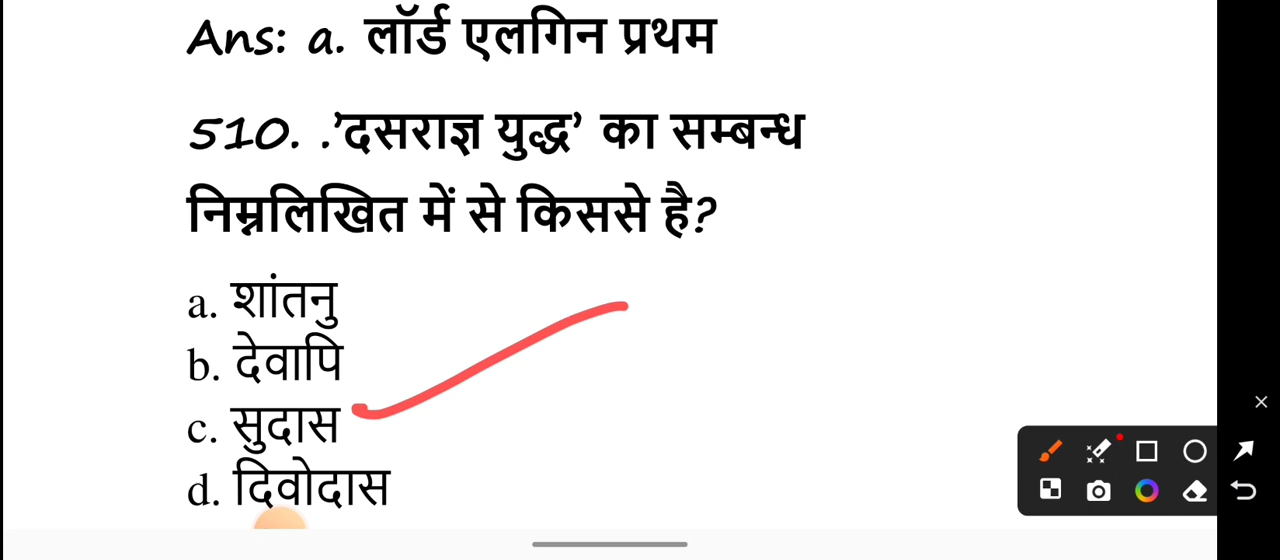 Ans: a. लॉर्ड एलगिन प्रथम
510. .’दसराज्ञ युद्ध’ का सम्बन्ध
निम्नलिखित में से किससे है?
a. शांतनु
b. देवापि
c. सुदास
d. दिवोदास